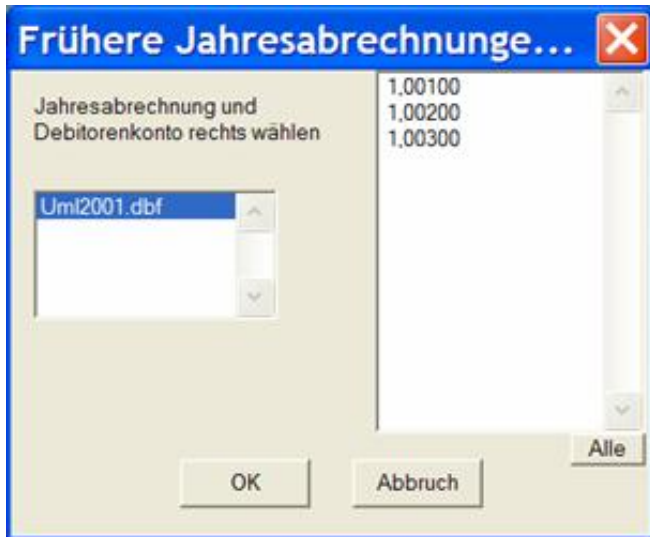 Frühere Jahresabrechnunge...
Jahresabrechnung und
Debitorenkonto rechts wählen
Uml2001.dbf
1,00100
1,00200
1,00300
Alle
OK
Abbruch